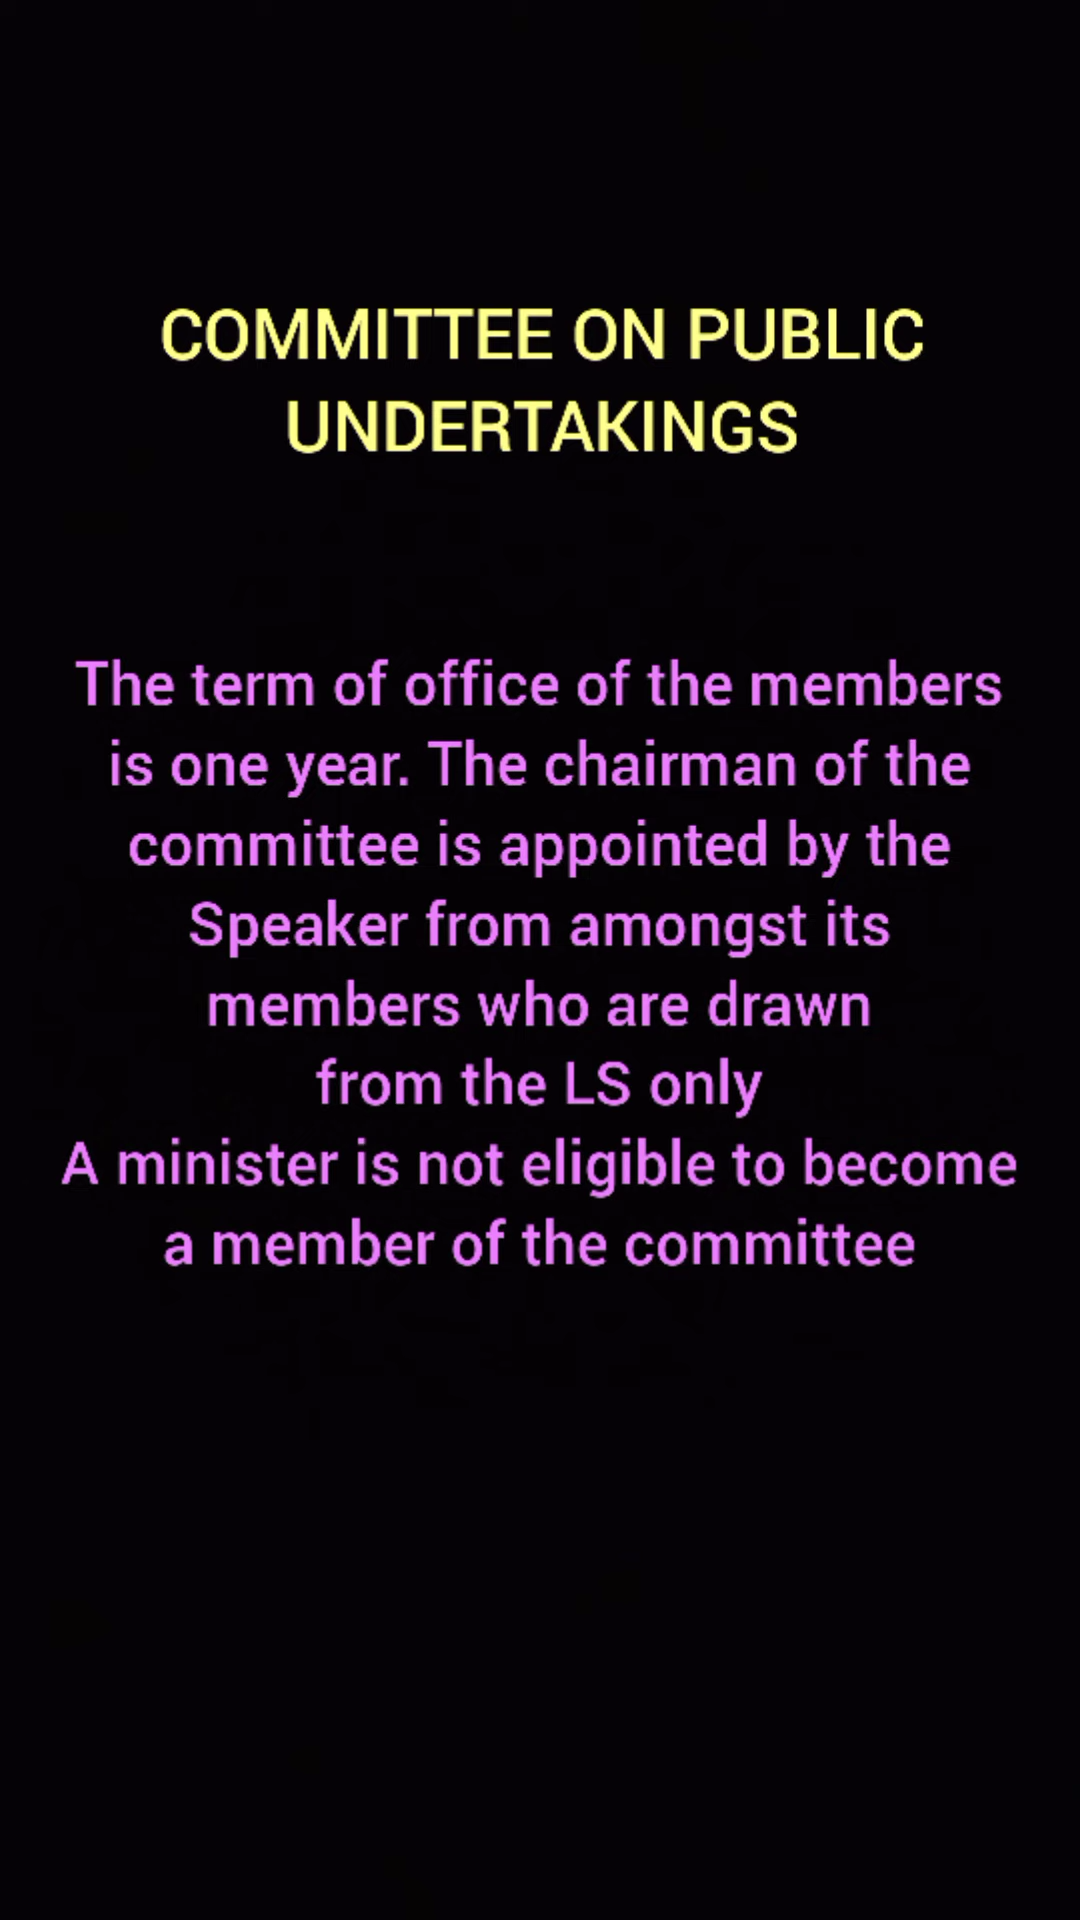 COMMITTEE ON PUBLIC
UNDERTAKINGS
The term of office of the members
is one year. The chairman of the
committee is appointed by the
Speaker from amongst its
members who are drawn
from the LS only
A minister is not eligible to become
a member of the committee